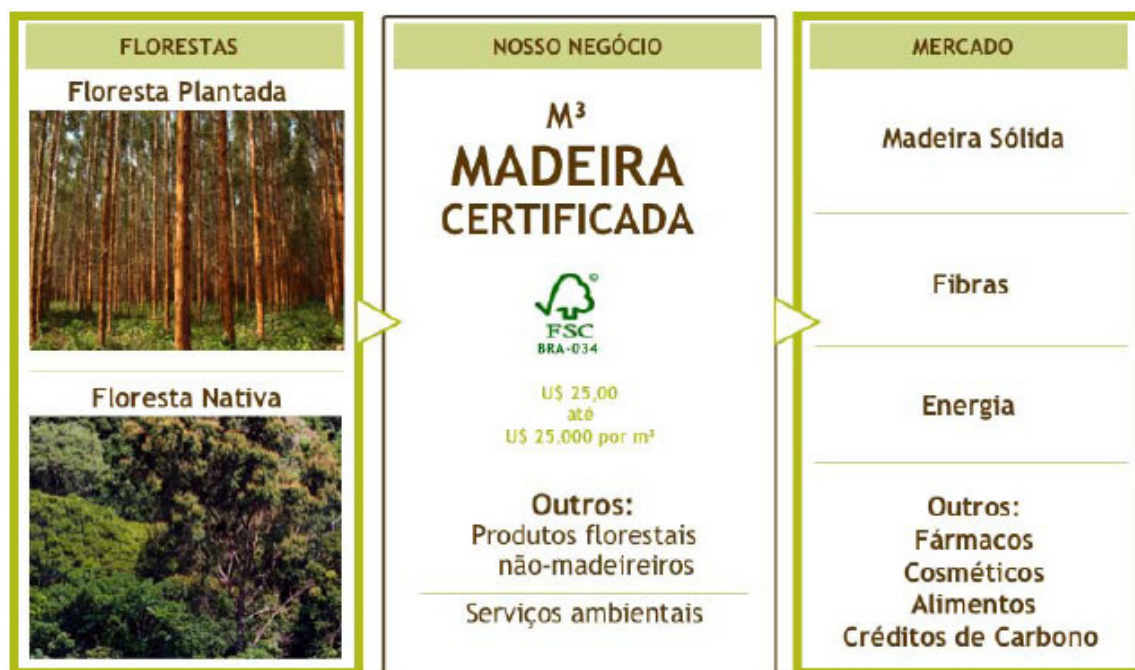 FLORESTAS
Floresta Plantada
Floresta Nativa
NOSSO NEGÓCIO
M³
MADEIRA
CERTIFICADA
©
FSC
BRA-034
U$ 25,00
até
U$ 25.000 por m³
Outros:
Produtos florestais
não-madeireiros
Serviços ambientais
MERCADO
Madeira Sólida
Fibras
Energia
Outros:
Fármacos
Cosméticos
Alimentos
Créditos de Carbono